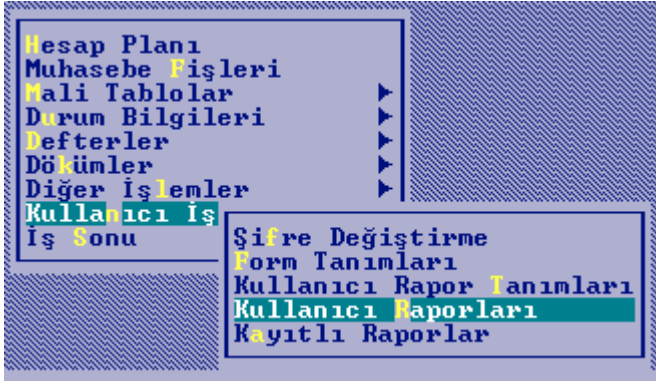 Hesap Planı
Muhasebe Fişleri
Mali Tablolar
Durum Bilgileri
Defterler
Dökümler
Diğer İşlemler
Kullanıcı İş
İş Sonu
Şifre Değiştirme
Form Tanımları
Kullanıcı Rapor Tanımları
Kullanıcı Raporları
Kayıtlı Raporlar